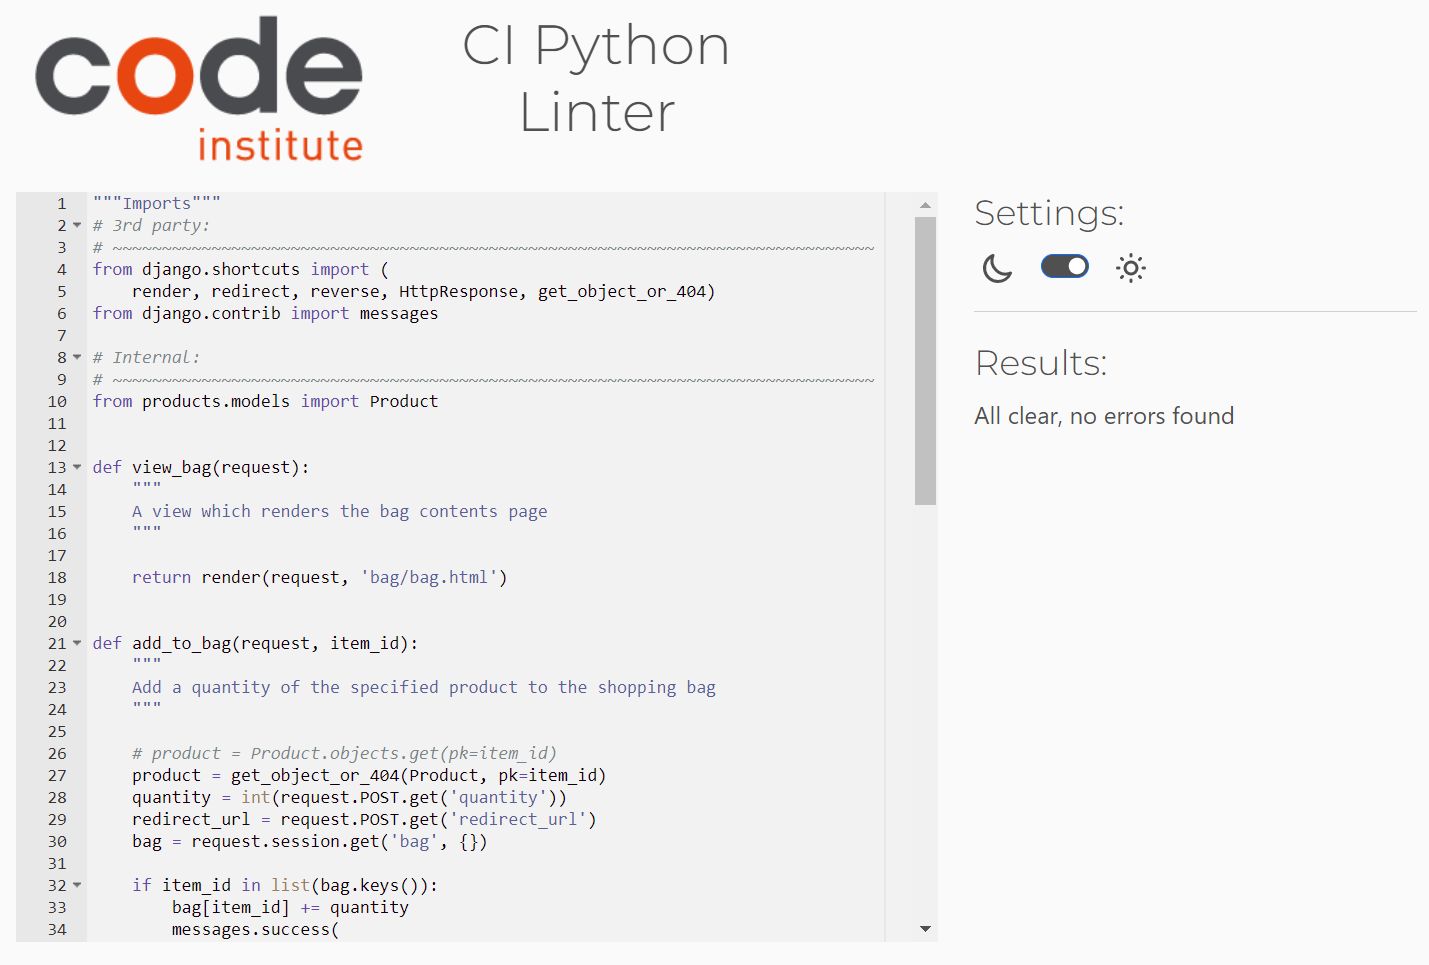 code
institute
CI Python
Linter
1 """Imports"""
2 # 3rd party:
3 # ~~~~~~~~~~~~~~~~~~~~~~~~~~~~~~~~~~~~~~~~~~~~~~~~~~~~~~~~~~~~~~~~~~~~~~~~~~~~~
4 from django.shortcuts import (
5     render, redirect, reverse, HttpResponse, get_object_or_404)
6 from django.contrib import messages
7
8 # Internal:
9 # ~~~~~~~~~~~~~~~~~~~~~~~~~~~~~~~~~~~~~~~~~~~~~~~~~~~~~~~~~~~~~~~~~~~~~~~~~~~~~
10 from products.models import Product
11
12
13 def view_bag(request):
14     """
15     A view which renders the bag contents page
16     """
17
18     return render(request, 'bag/bag.html')
19
20
21 def add_to_bag(request, item_id):
22     """
23     Add a quantity of the specified product to the shopping bag
24     """
25
26     # product = Product.objects.get(pk=item_id)
27     product = get_object_or_404(Product, pk=item_id)
28     quantity = int(request.POST.get('quantity'))
29     redirect_url = request.POST.get('redirect_url')
30     bag = request.session.get('bag', {})
31
32     if item_id in list(bag.keys()):
33         bag[item_id] += quantity
34         messages.success(
Settings:
Results:
All clear, no errors found